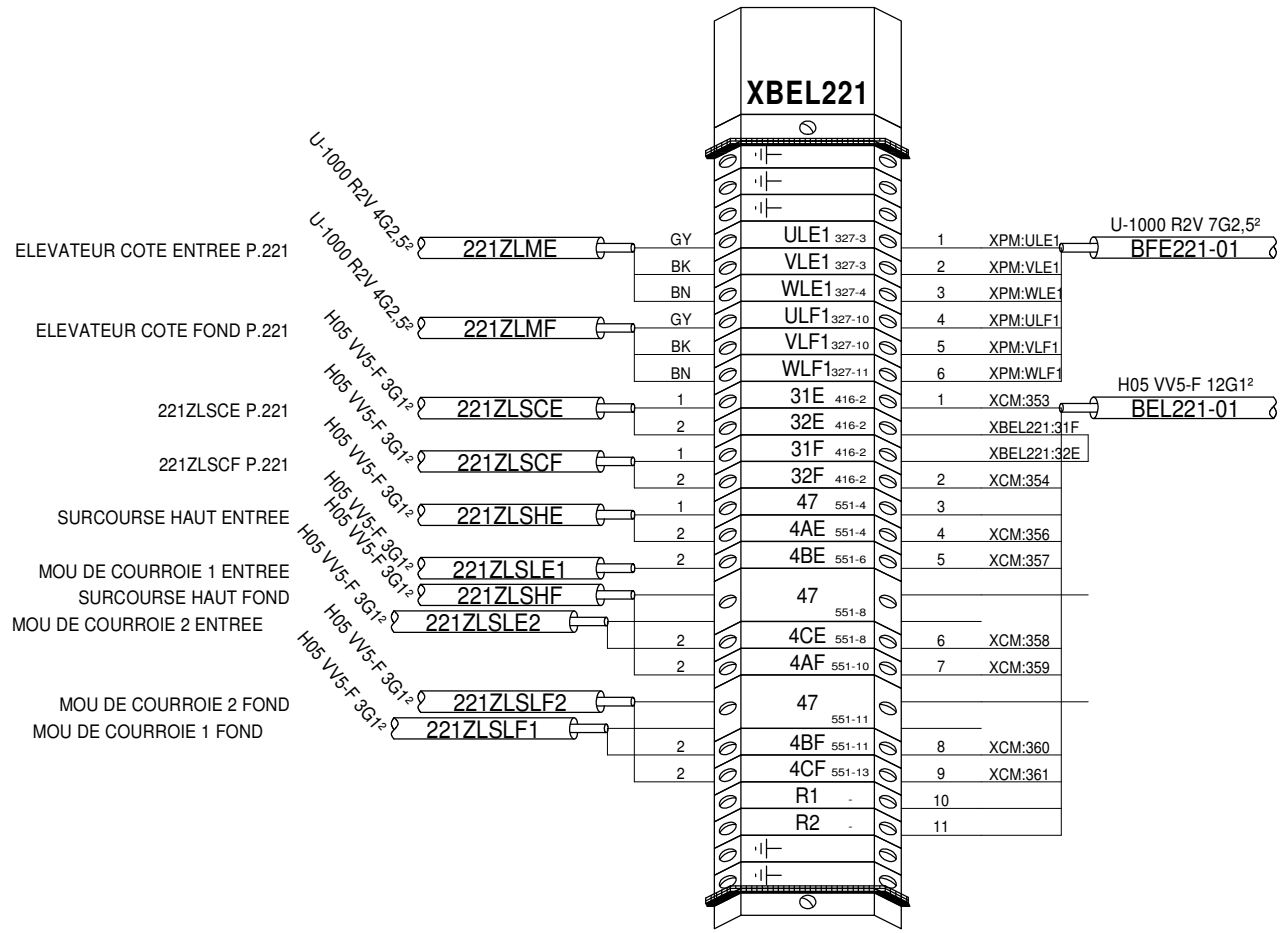 XBEL221
U-1000 R2V 4G2,5²
ELEVATEUR COTE ENTREE P.221 221ZLME GY ULE1 327-3 1 XPM:ULE1 U-1000 R2V 7G2,5² BFE221-01
BK VLE1 327-3 2 XPM:VLE1
BN WLE1 327-4 3 XPM:WLE1
U-1000 R2V 4G2,5²
ELEVATEUR COTE FOND P.221 221ZLMF GY ULF1 327-10 4 XPM:ULF1
BK VLF1 327-10 5 XPM:VLF1
BN WLF1 327-11 6 XPM:WLF1
H05 VV5-F 3G1²
221ZLSCE P.221 221ZLSCE 1 31E 416-2 1 XCM:353 H05 VV5-F 12G1² BEL221-01
2 32E 416-2 XBEL221:31F
H05 VV5-F 3G1²
221ZLSCF P.221 221ZLSCF 1 31F 416-2 XBEL221:32E
2 32F 416-2 2 XCM:354
H05 VV5-F 3G1²
SURCOURSE HAUT ENTREE 221ZLSHE 1 47 551-4 3
2 4AE 551-4 4 XCM:356
H05 VV5-F 3G1²
MOU DE COURROIE 1 ENTREE 221ZLSLE1 2 4BE 551-6 5 XCM:357
H05 VV5-F 3G1²
SURCOURSE HAUT FOND 221ZLSHF 47 551-8
H05 VV5-F 3G1²
MOU DE COURROIE 2 ENTREE 221ZLSLE2
2 4CE 551-8 6 XCM:358
2 4AF 551-10 7 XCM:359
H05 VV5-F 3G1²
MOU DE COURROIE 2 FOND 221ZLSLF2 47 551-11
H05 VV5-F 3G1²
MOU DE COURROIE 1 FOND 221ZLSLF1
2 4BF 551-11 8 XCM:360
2 4CF 551-13 9 XCM:361
R1 - 10
R2 - 11